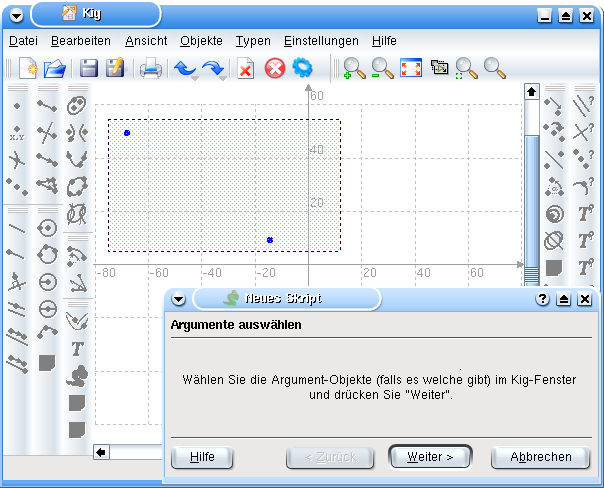 Kig
Datei Bearbeiten Ansicht Objekte Typen Einstellungen Hilfe
60
40
20
-80 -60 -40 -20 20 40 60
X,Y
T
T?
T?
T?
T?
Neues Skript
Argumente auswählen
Wählen Sie die Argument-Objekte (falls es welche gibt) im Kig-Fenster
und drücken Sie "Weiter".
Hilfe < Zurück Weiter > Abbrechen